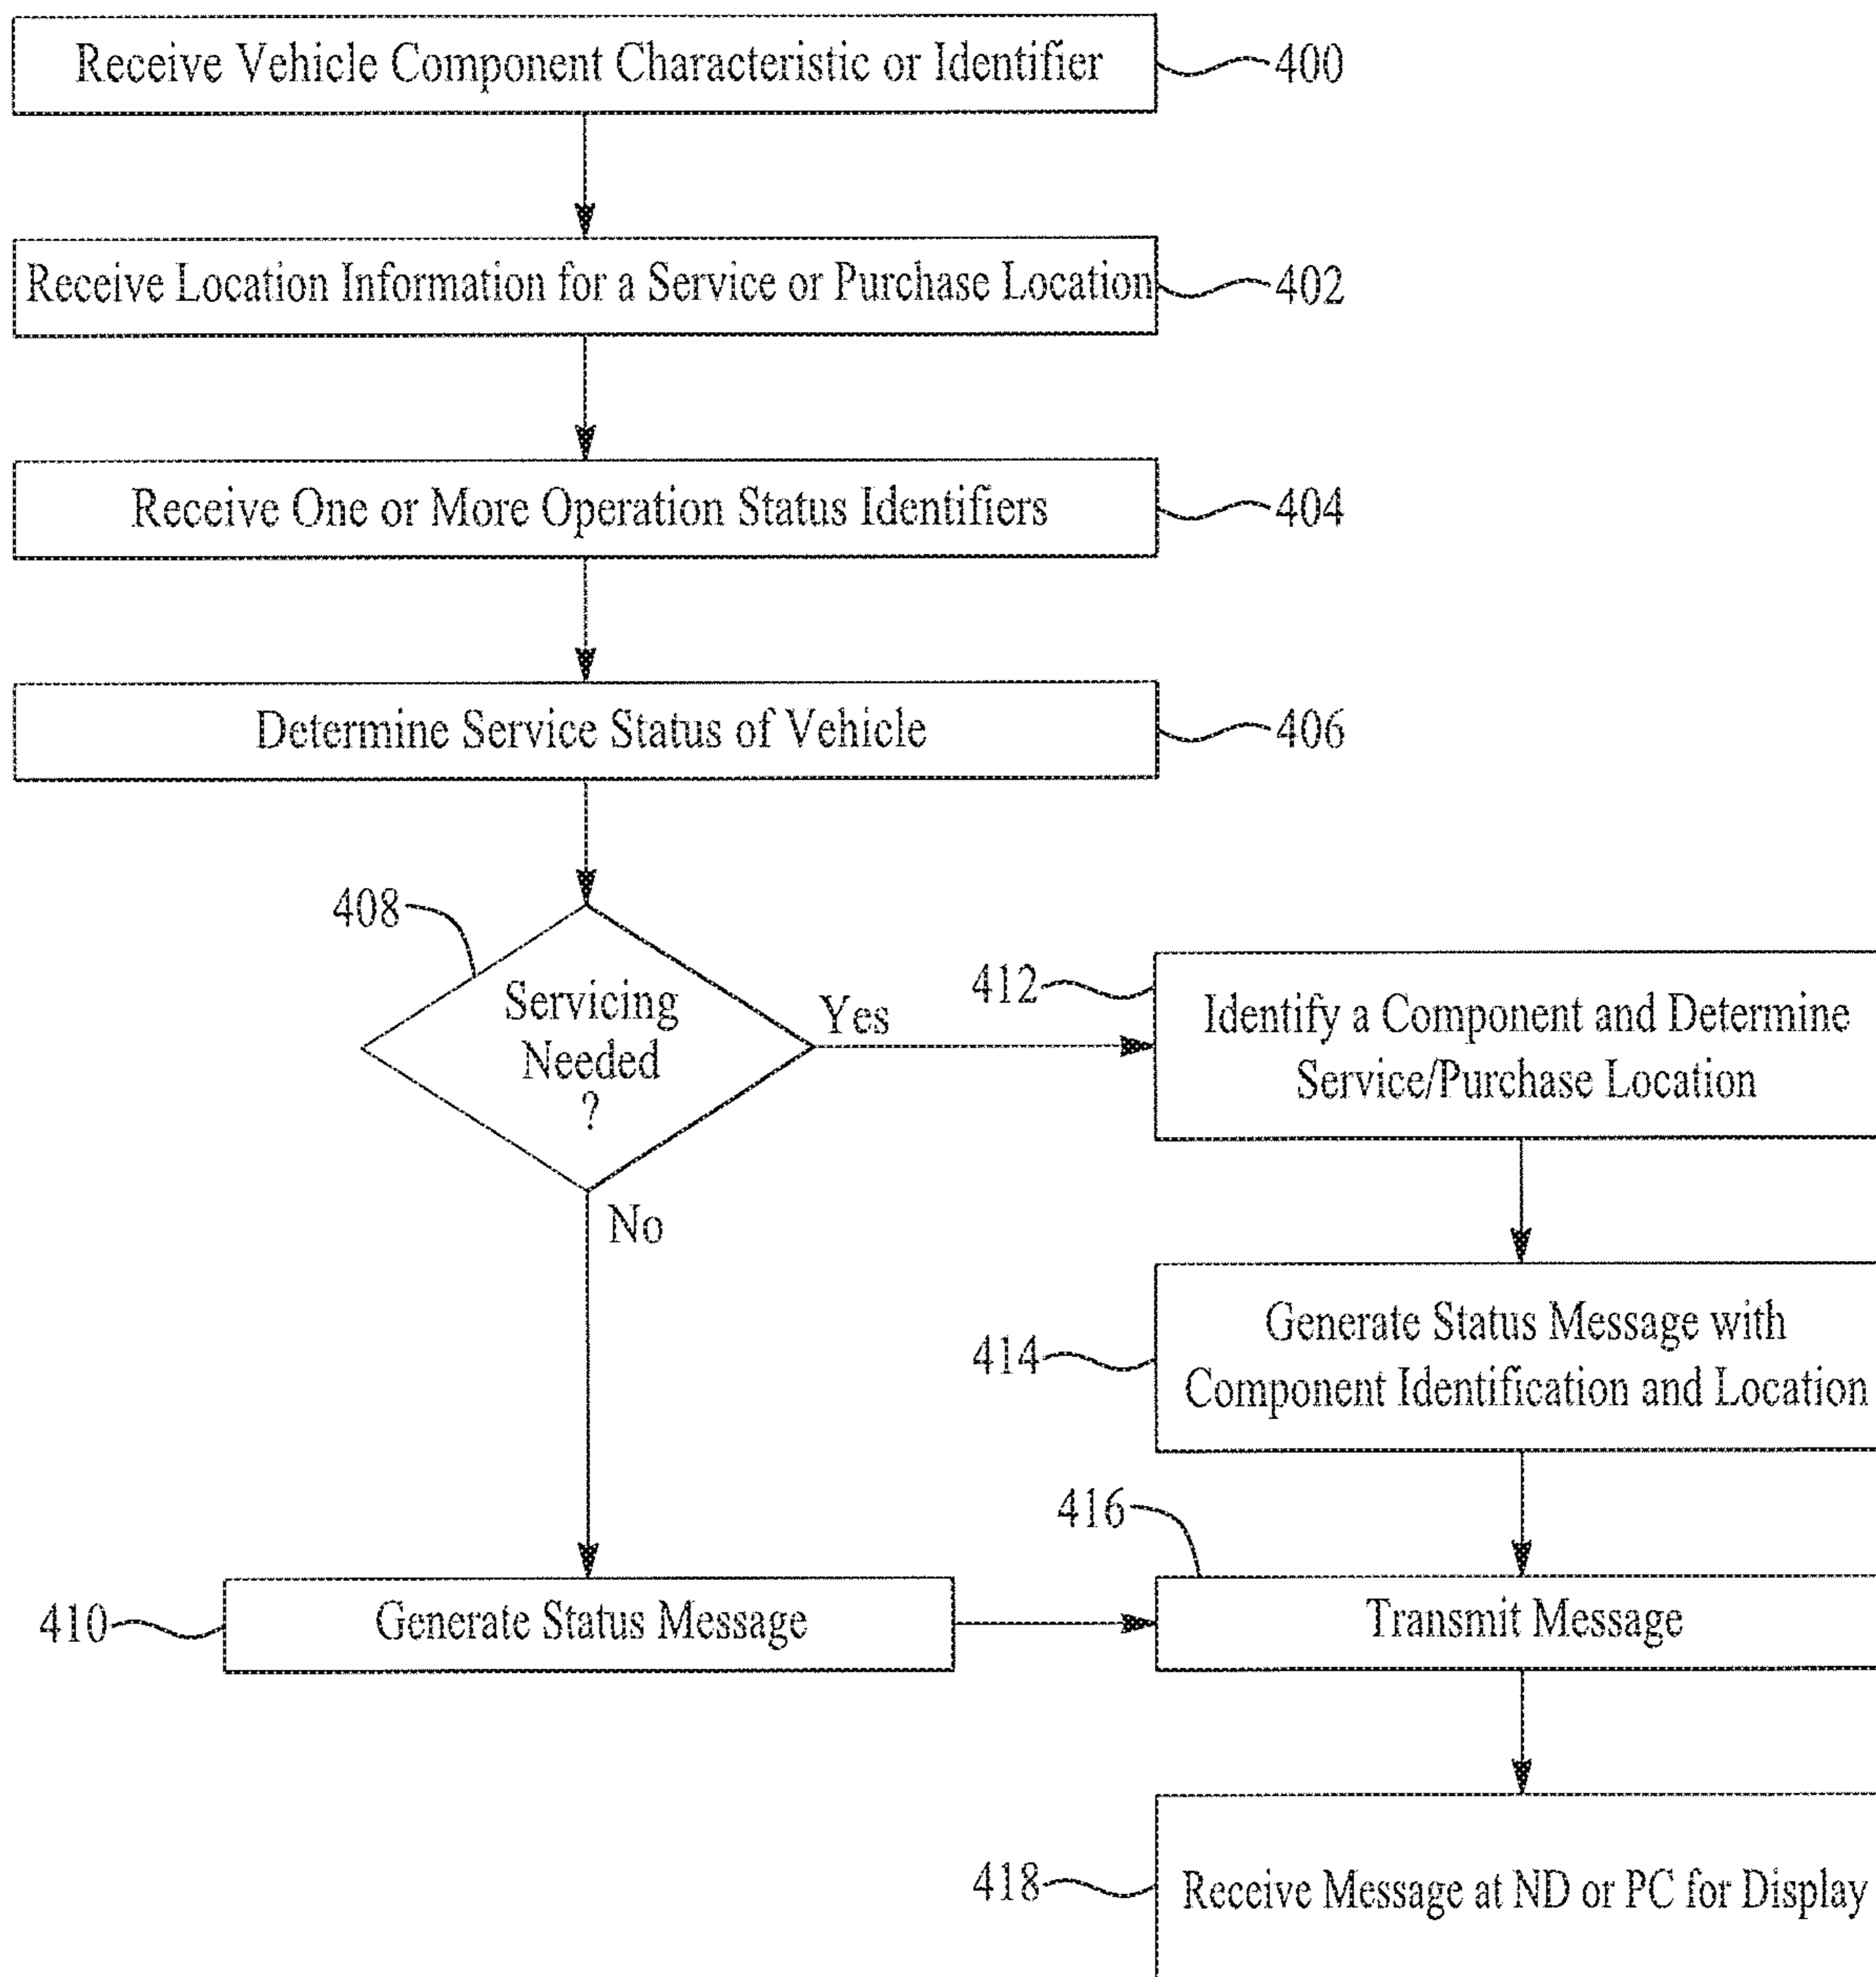 Receive Vehicle Component Characteristic or Identifier
400
Receive Location Information for a Service or Purchase Location
402
Receive One or More Operation Status Identifiers
404
Determine Service Status of Vehicle
406
408
Servicing
Needed
?
Yes
No
412
Identify a Component and Determine
Service/Purchase Location
414
Generate Status Message with
Component Identification and Location
416
410
Generate Status Message
Transmit Message
418
Receive Message at ND or PC for Display